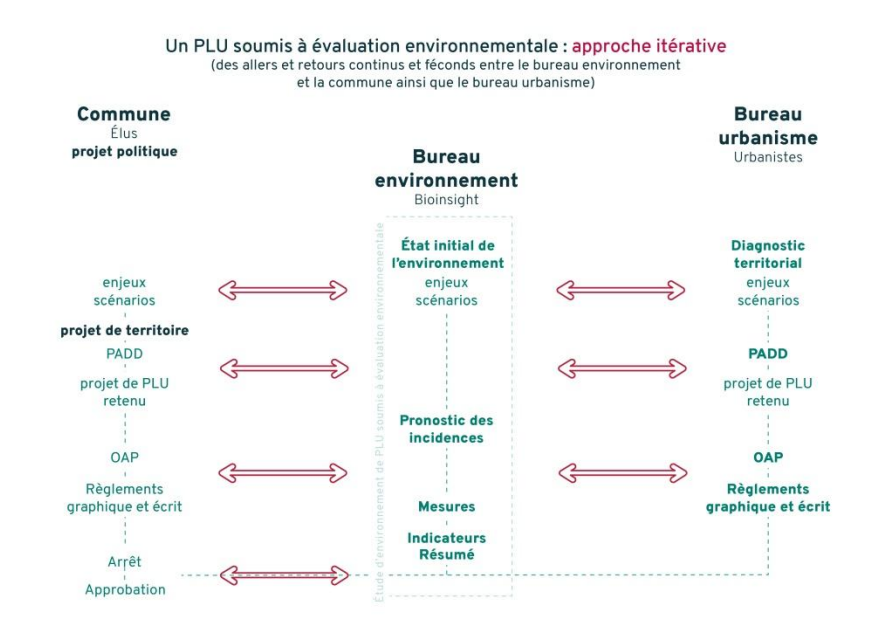 Un PLU soumis à évaluation environnementale : approche itérative
(des allers et retours continus et féconds entre le bureau environnement
et la commune ainsi que le bureau urbanisme)
Commune
Élus
projet politique
enjeux
scénarios
projet de territoire
PADD
projet de PLU
retenu
OAP
Règlements
graphique et écrit
Arrêt
Approbation
Bureau
environnement
Bioinsight
Étude d'environnement de PLU soumis à évaluation environnementale
État initial de
l'environnement
enjeux
scénarios
Pronostic des
incidences
Mesures
Indicateurs
Résumé
Bureau
urbanisme
Urbanistes
Diagnostic
territorial
enjeux
scénarios
PADD
projet de PLU
retenu
OAP
Règlements
graphique et écrit